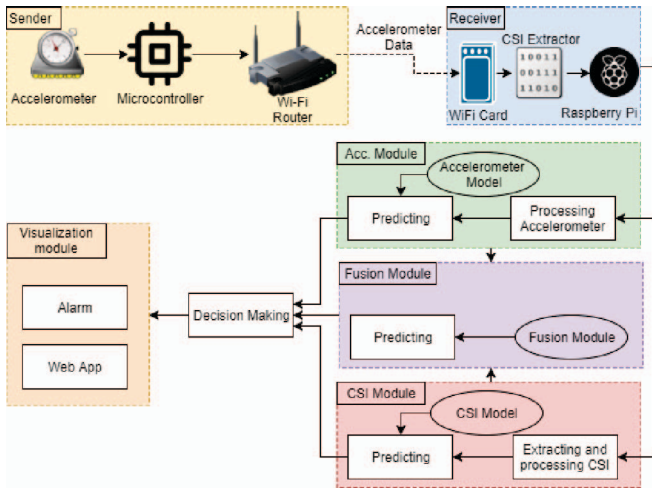 Sender
Accelerometer
Microcontroller
Wi-Fi
Router
Accelerometer
Data
Receiver
CSI Extractor
10011
00111
11010
WiFi Card
Raspberry Pi
Acc. Module
Accelerometer
Model
Predicting
Processing
Accelerometer
Visualization
module
Alarm
Web App
Decision Making
Fusion Module
Predicting
Fusion Module
CSI Module
CSI Model
Predicting
Extracting and
processing CSI